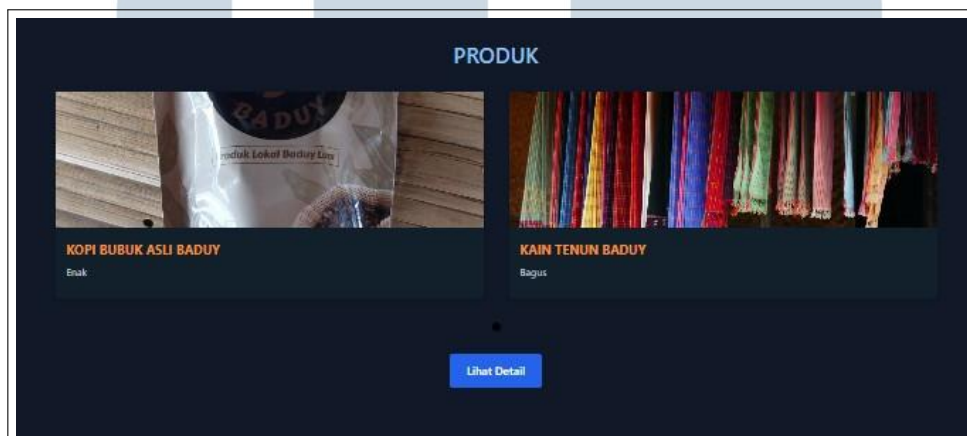 PRODUK
BADUY
Produk Lokal Baduy Luar
KOPI BUBUK ASLI BADUY
Enak
KAIN TENUN BADUY
Bagus
Lihat Detail